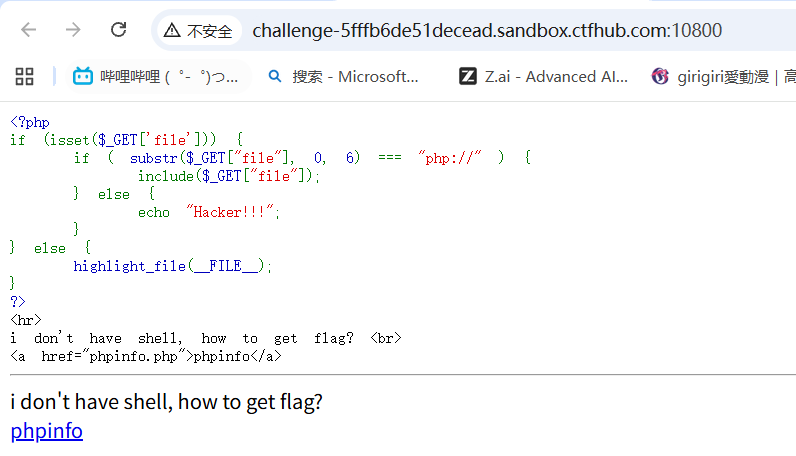 不安全 challenge-5fffb6de51decead.sandbox.ctfhub.com:10800
哔哩哔哩 (゜-゜)つ... 搜索 - Microsoft... Z.ai - Advanced AI... girigiri愛動漫 | 高
<?php
if (isset($_GET['file'])) {
if ( substr($_GET["file"], 0, 6) === "php://" ) {
include($_GET["file"]);
} else {
echo "Hacker!!!";
}
} else {
highlight_file(__FILE__);
}
?>
<hr>
i don't have shell, how to get flag? <br>
<a href="phpinfo.php">phpinfo</a>
i don't have shell, how to get flag?
phpinfo